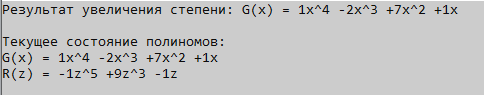 Результат увеличения степени: G(x) = 1x^4 -2x^3 +7x^2 +1x
Текущее состояние полиномов:
G(x) = 1x^4 -2x^3 +7x^2 +1x
R(z) = -1z^5 +9z^3 -1z